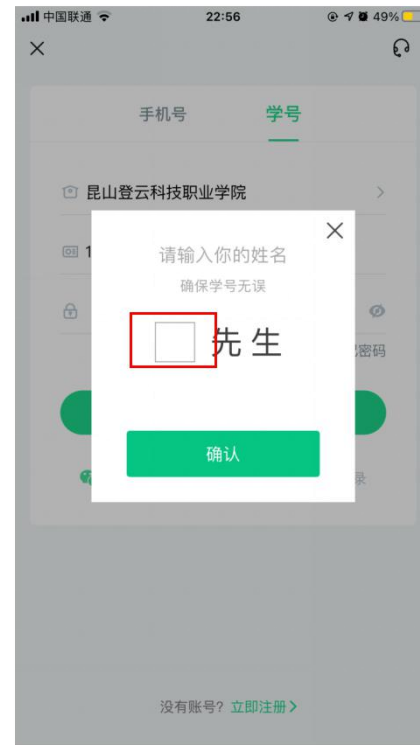 中国联通 22:56 49%
手机号 学号
昆山登云科技职业学院
1
请输入你的姓名
确保学号无误
密码
先生
确认
录
没有账号? 立即注册